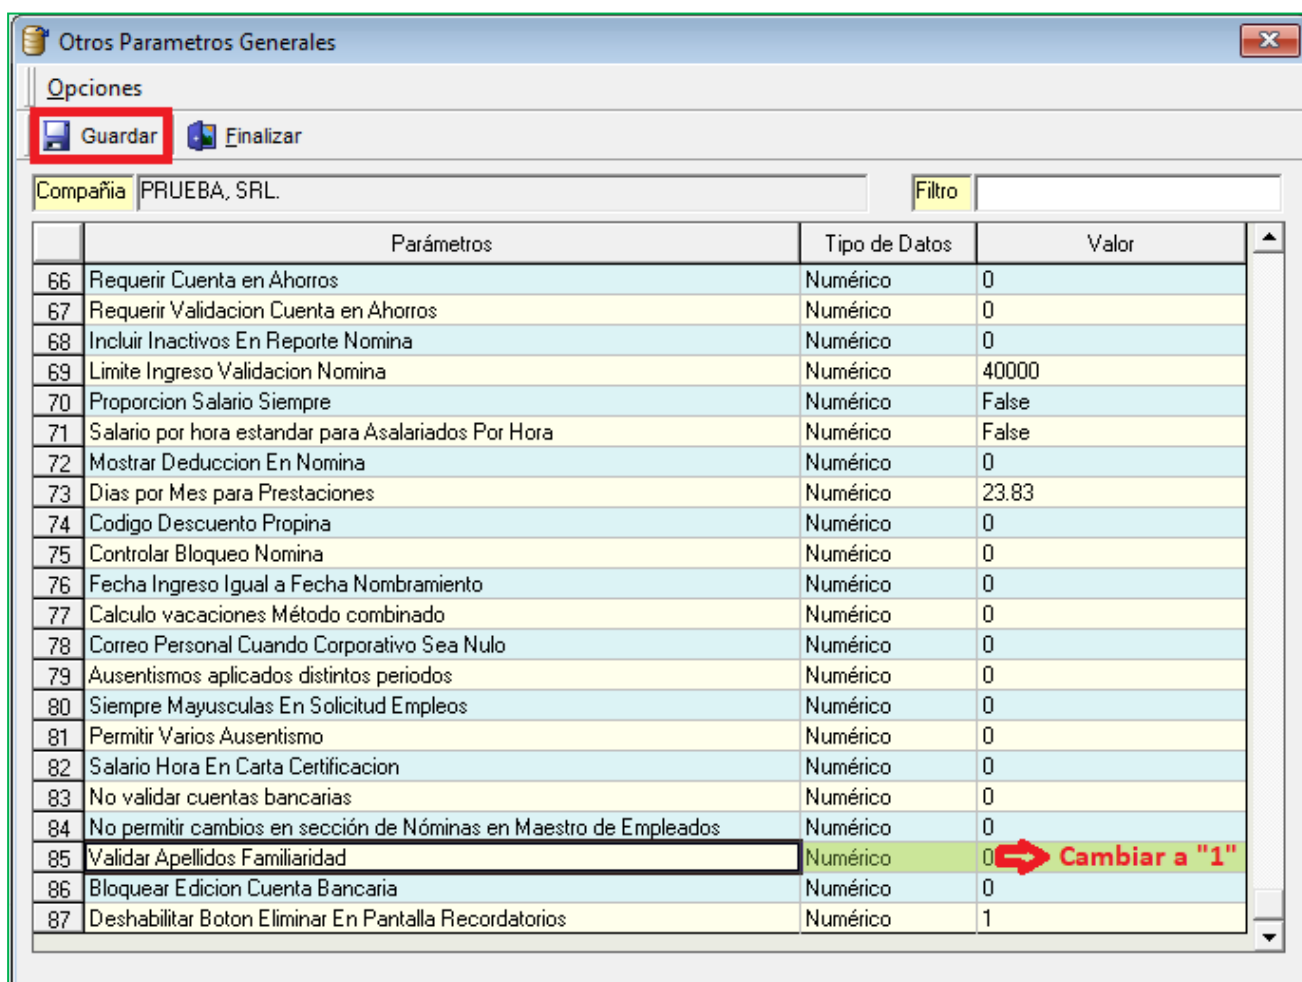 Otros Parametros Generales
Opciones
Guardar Finalizar
Compañia PRUEBA, SRL. Filtro
Parámetros Tipo de Datos Valor
66 Requerir Cuenta en Ahorros Numérico 0
67 Requerir Validacion Cuenta en Ahorros Numérico 0
68 Incluir Inactivos En Reporte Nomina Numérico 0
69 Limite Ingreso Validacion Nomina Numérico 40000
70 Proporcion Salario Siempre Numérico False
71 Salario por hora estandar para Asalariados Por Hora Numérico False
72 Mostrar Deduccion En Nomina Numérico 0
73 Dias por Mes para Prestaciones Numérico 23.83
74 Codigo Descuento Propina Numérico 0
75 Controlar Bloqueo Nomina Numérico 0
76 Fecha Ingreso Igual a Fecha Nombramiento Numérico 0
77 Calculo vacaciones Método combinado Numérico 0
78 Correo Personal Cuando Corporativo Sea Nulo Numérico 0
79 Ausentismos aplicados distintos periodos Numérico 0
80 Siempre Mayusculas En Solicitud Empleos Numérico 0
81 Permitir Varios Ausentismo Numérico 0
82 Salario Hora En Carta Certificacion Numérico 0
83 No validar cuentas bancarias Numérico 0
84 No permitir cambios en sección de Nóminas en Maestro de Empleados Numérico 0
85 Validar Apellidos Familiaridad Numérico 0 Cambiar a "1"
86 Bloquear Edicion Cuenta Bancaria Numérico 0
87 Deshabilitar Boton Eliminar En Pantalla Recordatorios Numérico 1